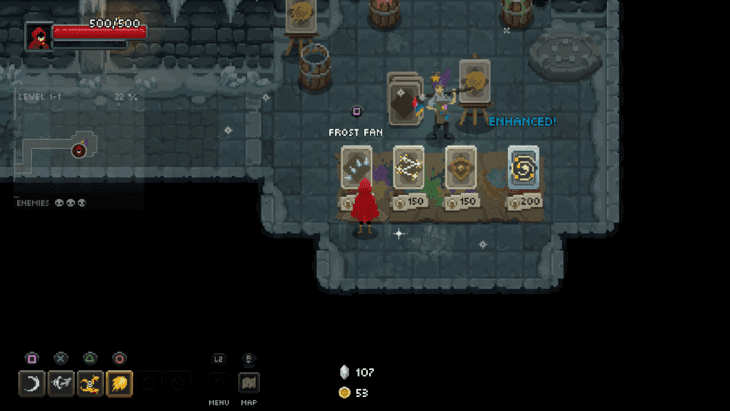 500/500
LEVEL 1-1 22 %
FROST FAN
ENHANCED!
150 150 200
ENEMIES
L2
MENU MAP
107
53